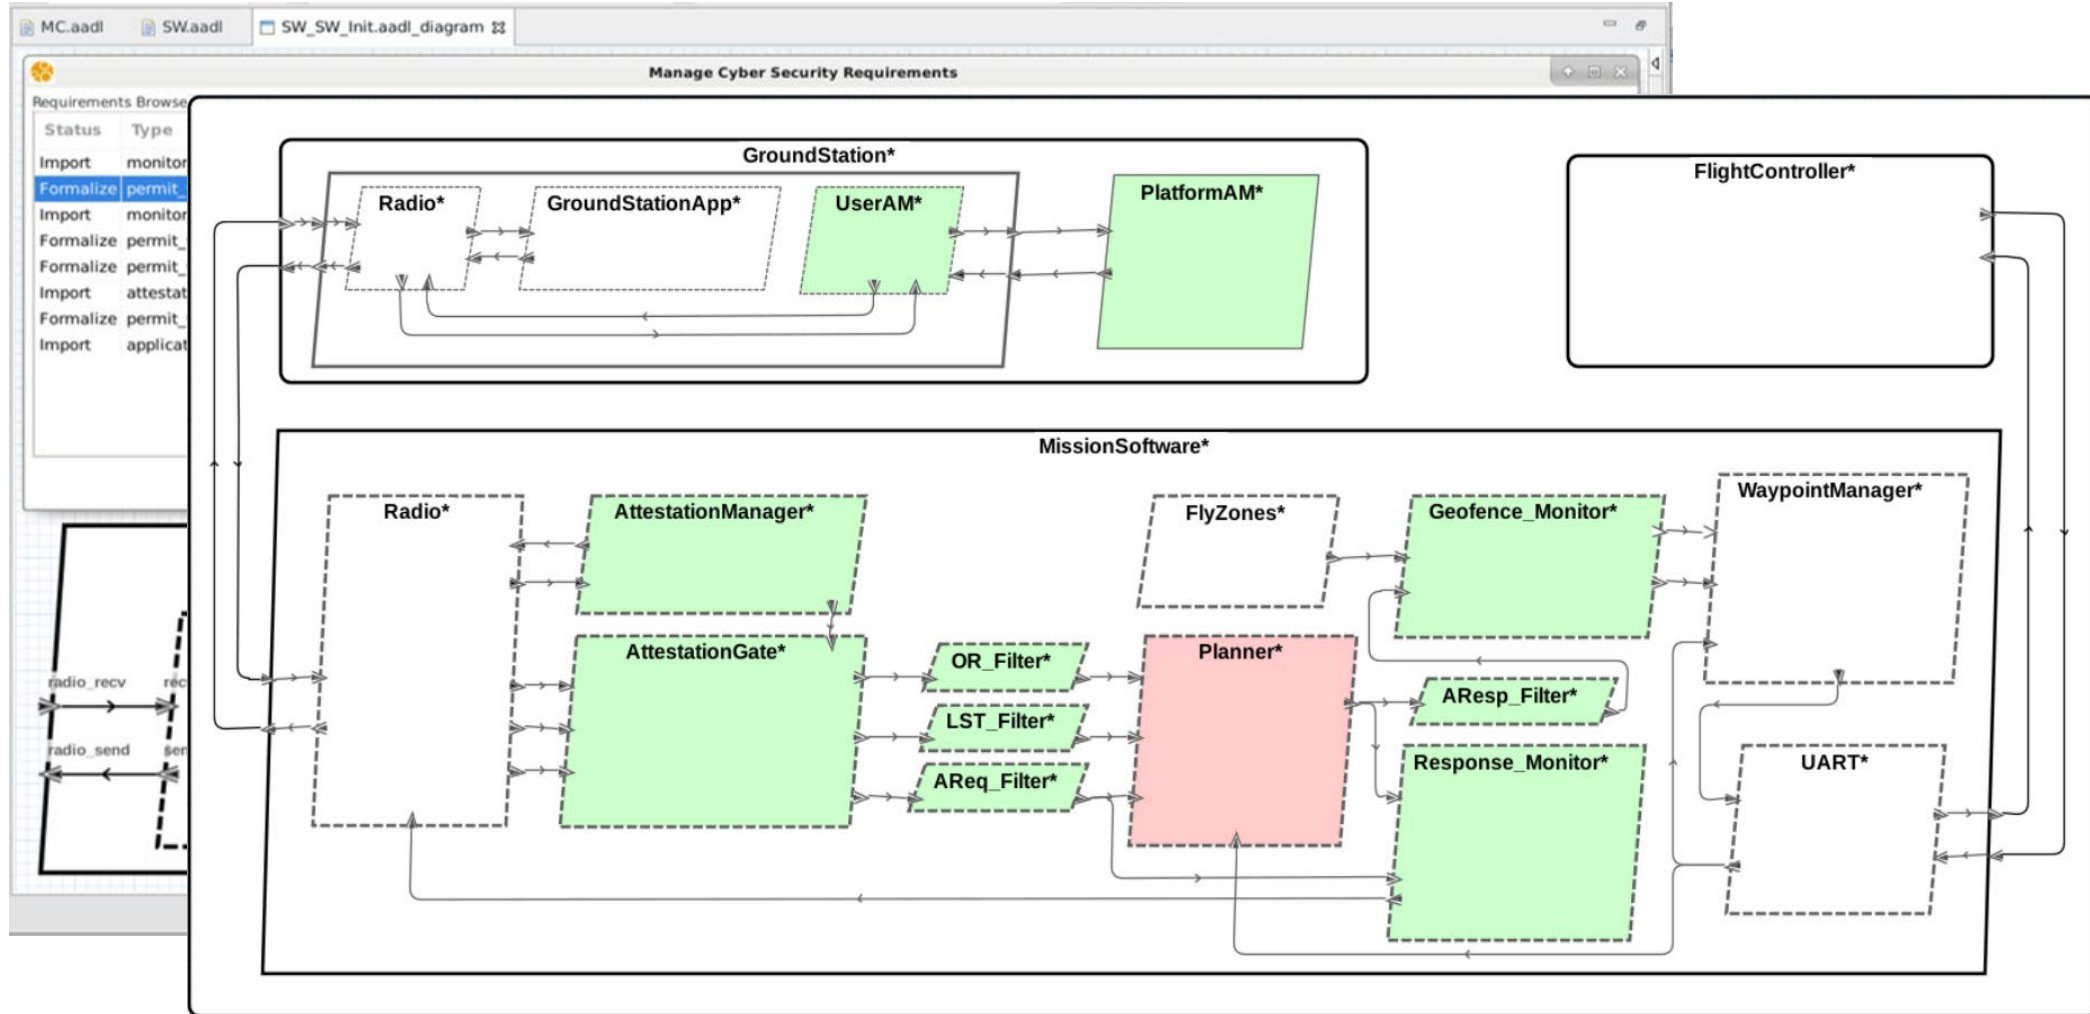 MC.aadl
SW.aadl
SW_SW_Init.aadl_diagram
Manage Cyber Security Requirements
Requirements Browse
Status Type
Import monitor
Formalize permit_
Import monitor
Formalize permit_
Formalize permit_
Import attestat
Formalize permit_
Import applicat
radio_recv
radio_send
GroundStation*
Radio*
GroundStationApp*
UserAM*
PlatformAM*
FlightController*
MissionSoftware*
Radio*
AttestationManager*
AttestationGate*
OR_Filter*
LST_Filter*
AReq_Filter*
FlyZones*
Planner*
Geofence_Monitor*
AResp_Filter*
Response_Monitor*
WaypointManager*
UART*